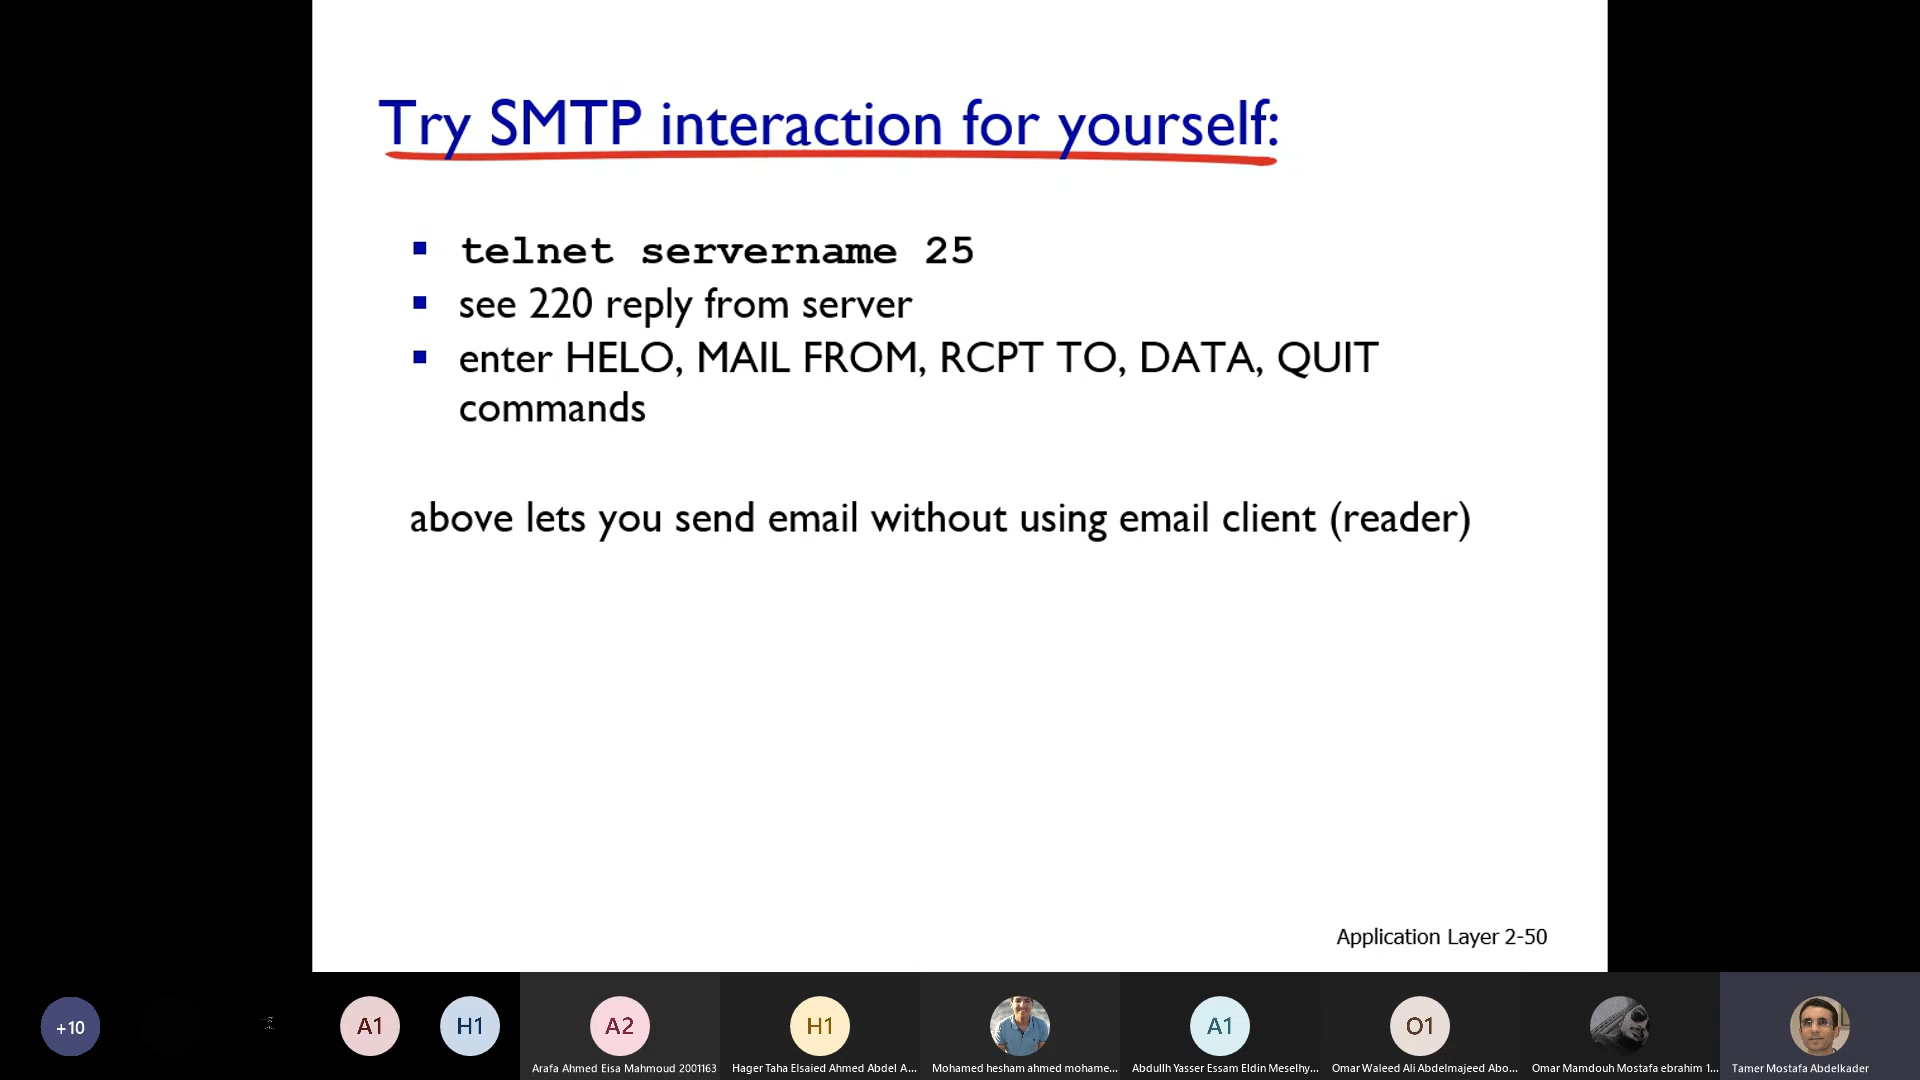 Try SMTP interaction for yourself:
telnet servername 25
see 220 reply from server
enter HELO, MAIL FROM, RCPT TO, DATA, QUIT
commands
above lets you send email without using email client (reader)
Application Layer 2-50
+10
A1
H1
A2
H1
A1
O1
Arafa Ahmed Eisa Mahmoud 2001163
Hager Taha Elsaied Ahmed Abdel A...
Mohamed hesham ahmed mohame...
Abdullh Yasser Essam Eldin Meselhy...
Omar Waleed Ali Abdelmajeed Abo...
Omar Mamdouh Mostafa ebrahim 1...
Tamer Mostafa Abdelkader